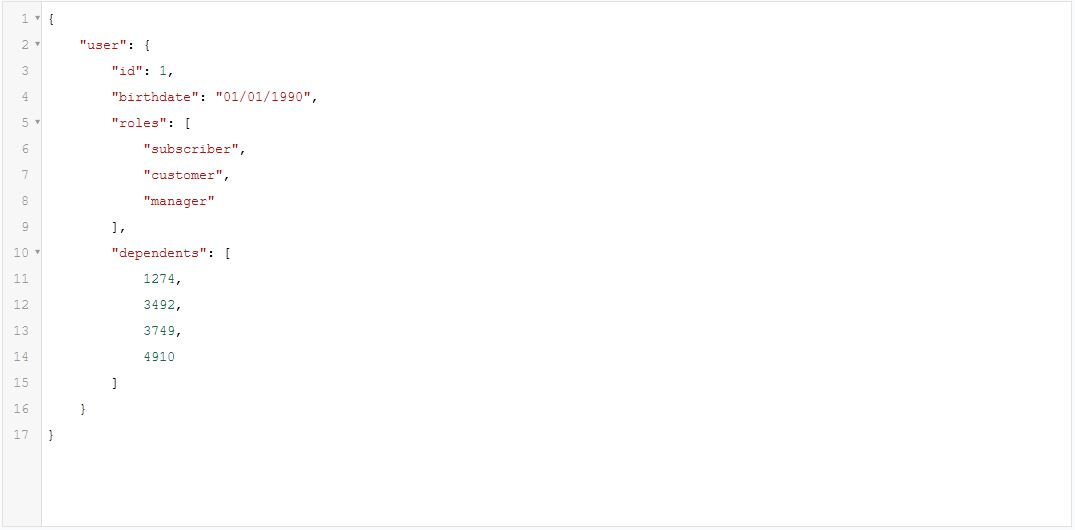 1 {
2     "user": {
3         "id": 1,
4         "birthdate": "01/01/1990",
5         "roles": [
6             "subscriber",
7             "customer",
8             "manager"
9         ],
10         "dependents": [
11             1274,
12             3492,
13             3749,
14             4910
15         ]
16     }
17 }